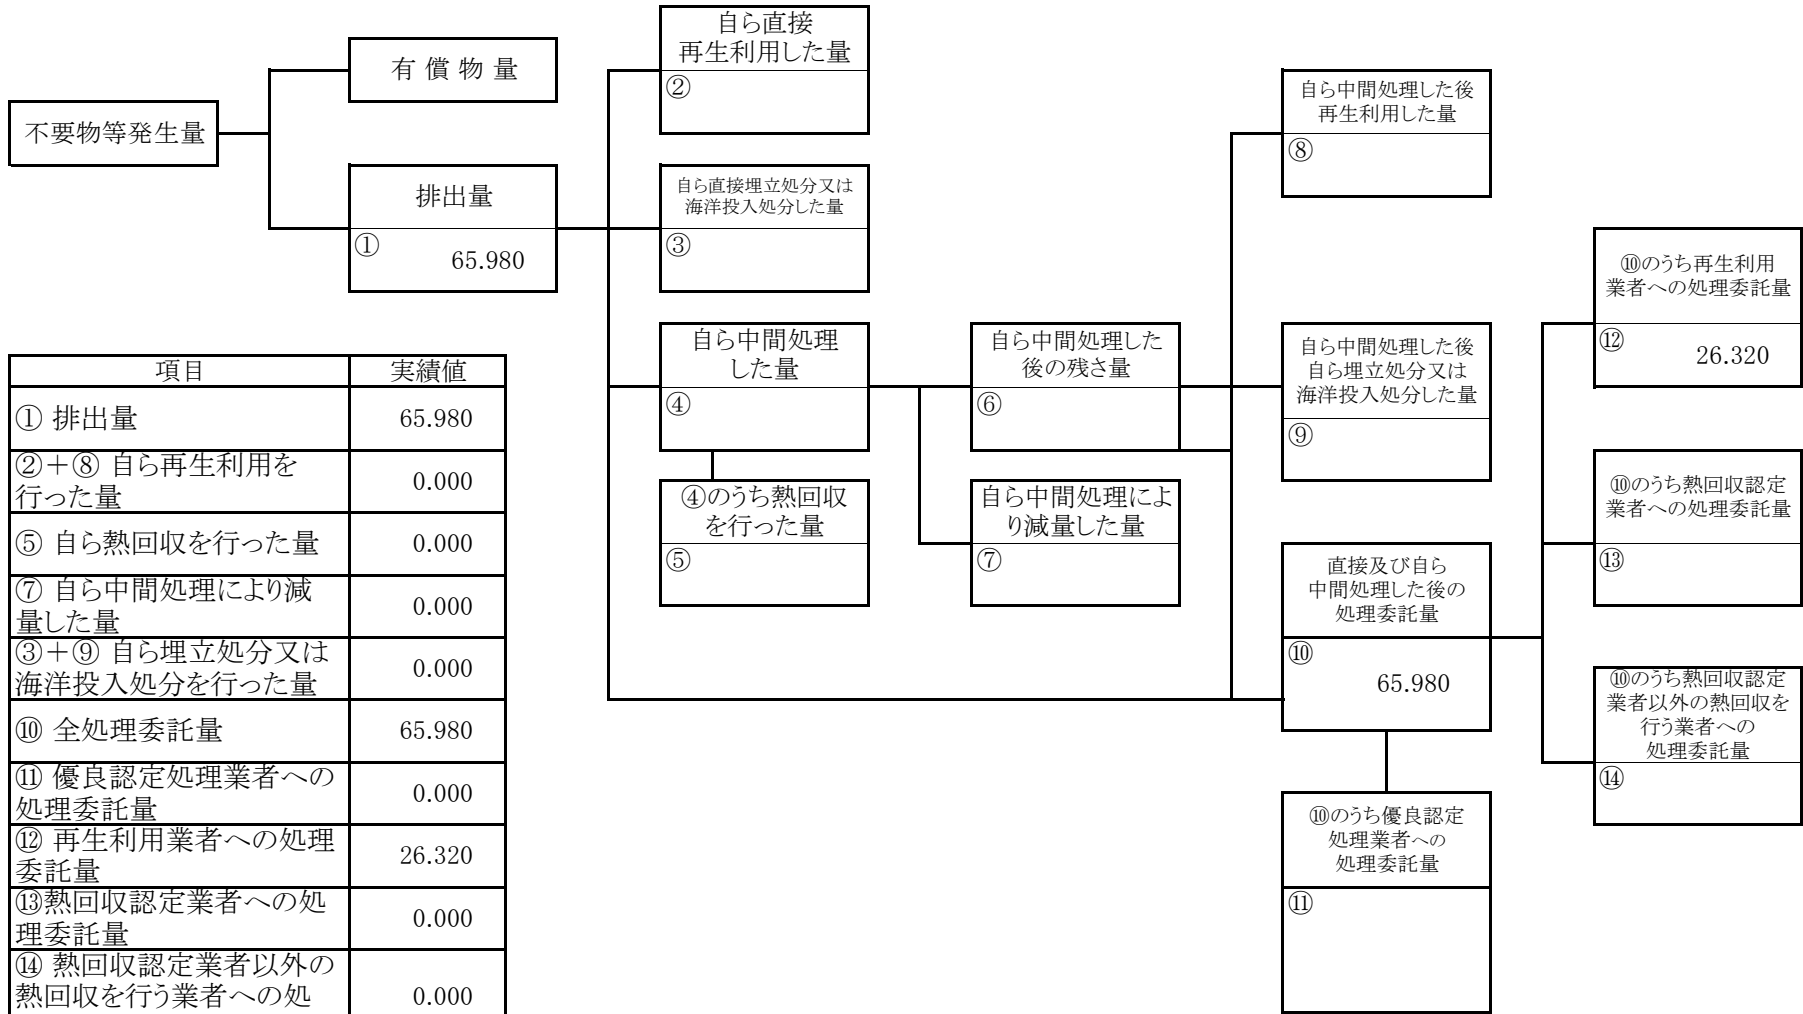 自ら直接
再生利用した量
②
有 償 物 量
不要物等発生量
排出量
①
65.980
自ら直接埋立処分又は
海洋投入処分した量
③
自ら中間処理した後
再生利用した量
⑧
⑩のうち再生利用
業者への処理委託量
⑫
26.320
自ら中間処理
した量
④
自ら中間処理した
後の残さ量
⑥
自ら中間処理した後
自ら埋立処分又は
海洋投入処分した量
⑨
④のうち熱回収
を行った量
⑤
自ら中間処理によ
り減量した量
⑦
⑩のうち熱回収認定
業者への処理委託量
⑬
直接及び自ら
中間処理した後の
処理委託量
⑩
65.980
⑩のうち熱回収認定
業者以外の熱回収を
行う業者への
処理委託量
⑭
⑩のうち優良認定
処理業者への
処理委託量
⑪
項目 実績値
① 排出量 65.980
②+⑧ 自ら再生利用を
行った量 0.000
⑤ 自ら熱回収を行った量 0.000
⑦ 自ら中間処理により減
量した量 0.000
③+⑨ 自ら埋立処分又は
海洋投入処分を行った量 0.000
⑩ 全処理委託量 65.980
⑪ 優良認定処理業者への
処理委託量 0.000
⑫ 再生利用業者への処理
委託量 26.320
⑬熱回収認定業者への処
理委託量 0.000
⑭ 熱回収認定業者以外の
熱回収を行う業者への処 0.000